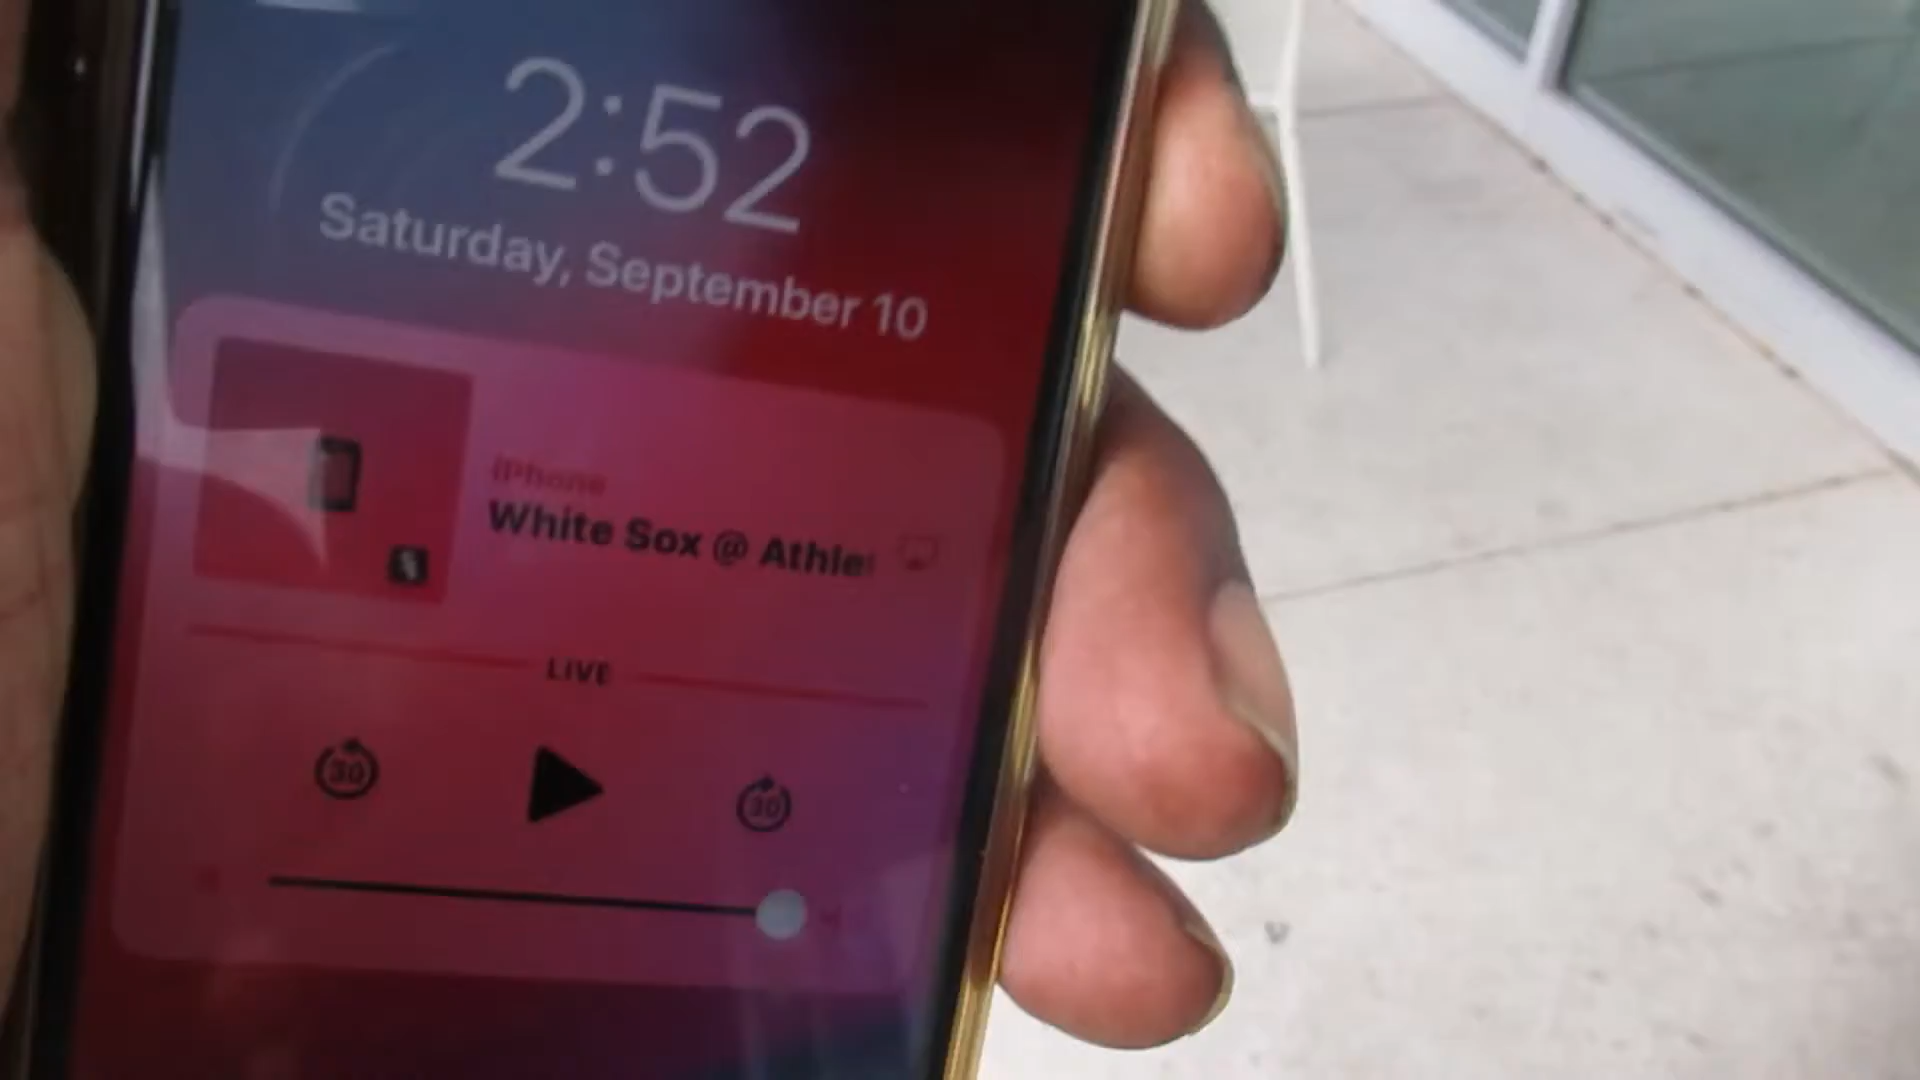 2:52
Saturday, September 10
iPhone
White Sox @ Athle
LIVE
30
30